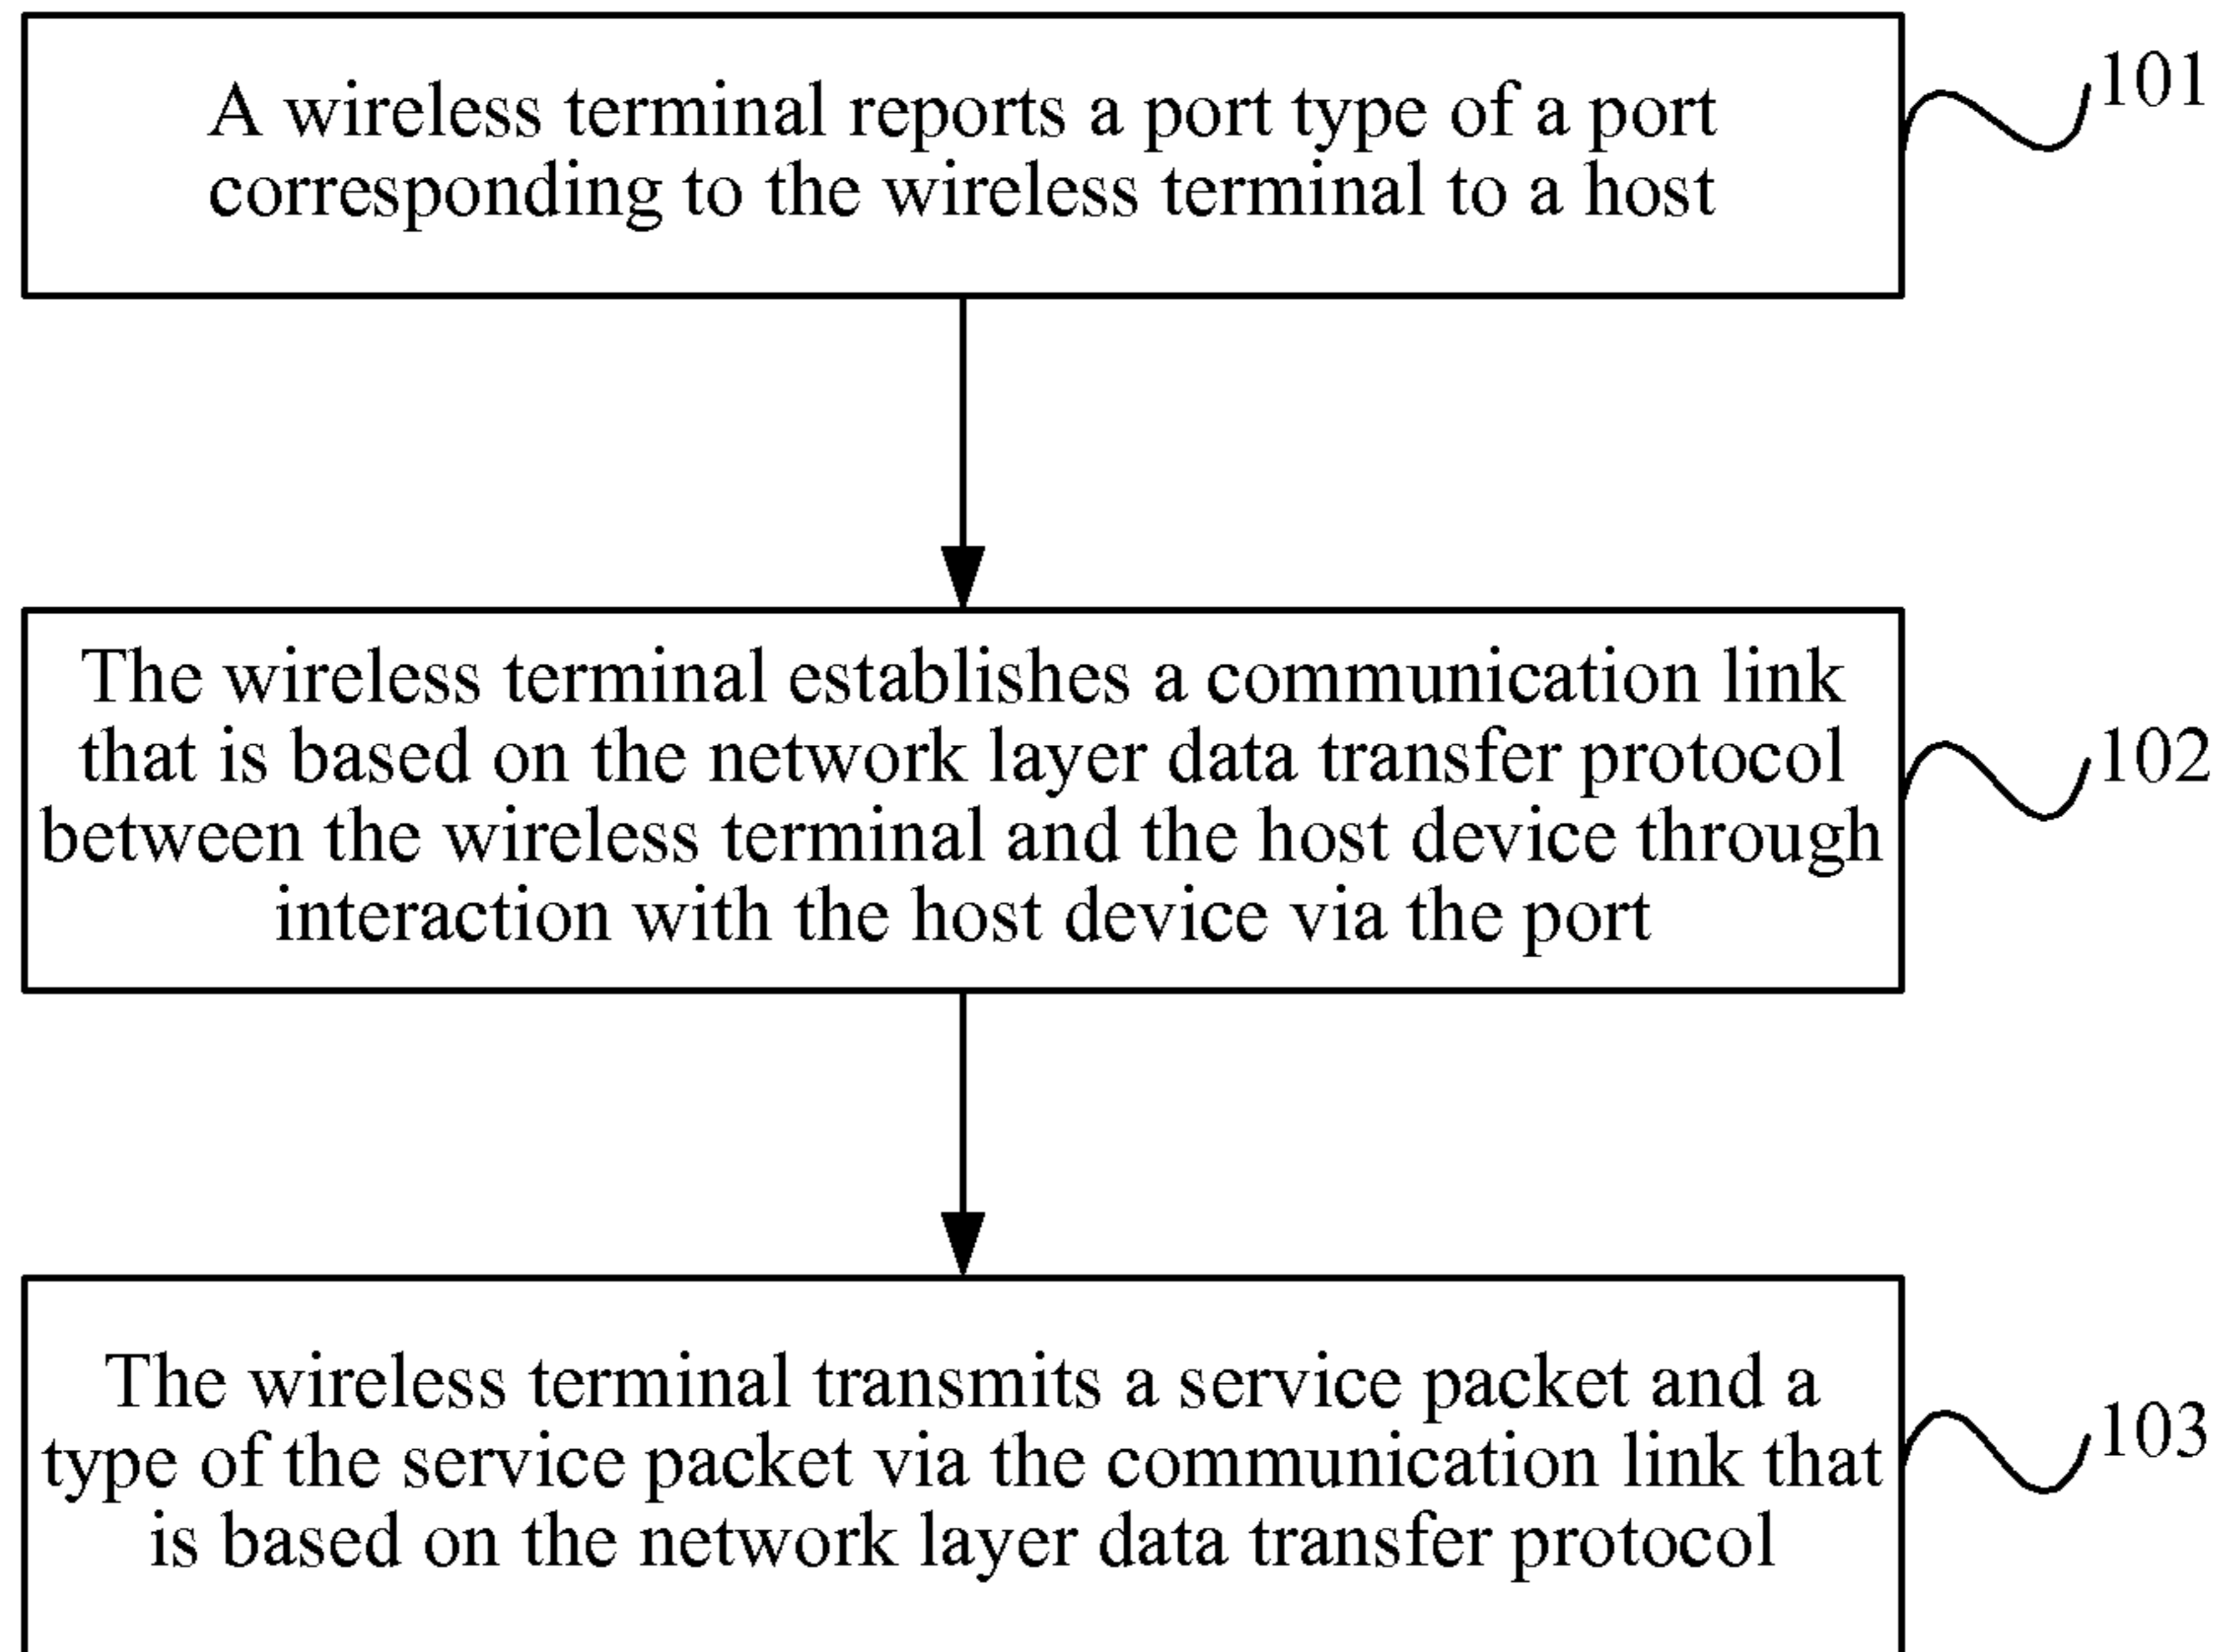 A wireless terminal reports a port type of a port
corresponding to the wireless terminal to a host
101
The wireless terminal establishes a communication link
that is based on the network layer data transfer protocol
between the wireless terminal and the host device through
interaction with the host device via the port
102
The wireless terminal transmits a service packet and a
type of the service packet via the communication link that
is based on the network layer data transfer protocol
103